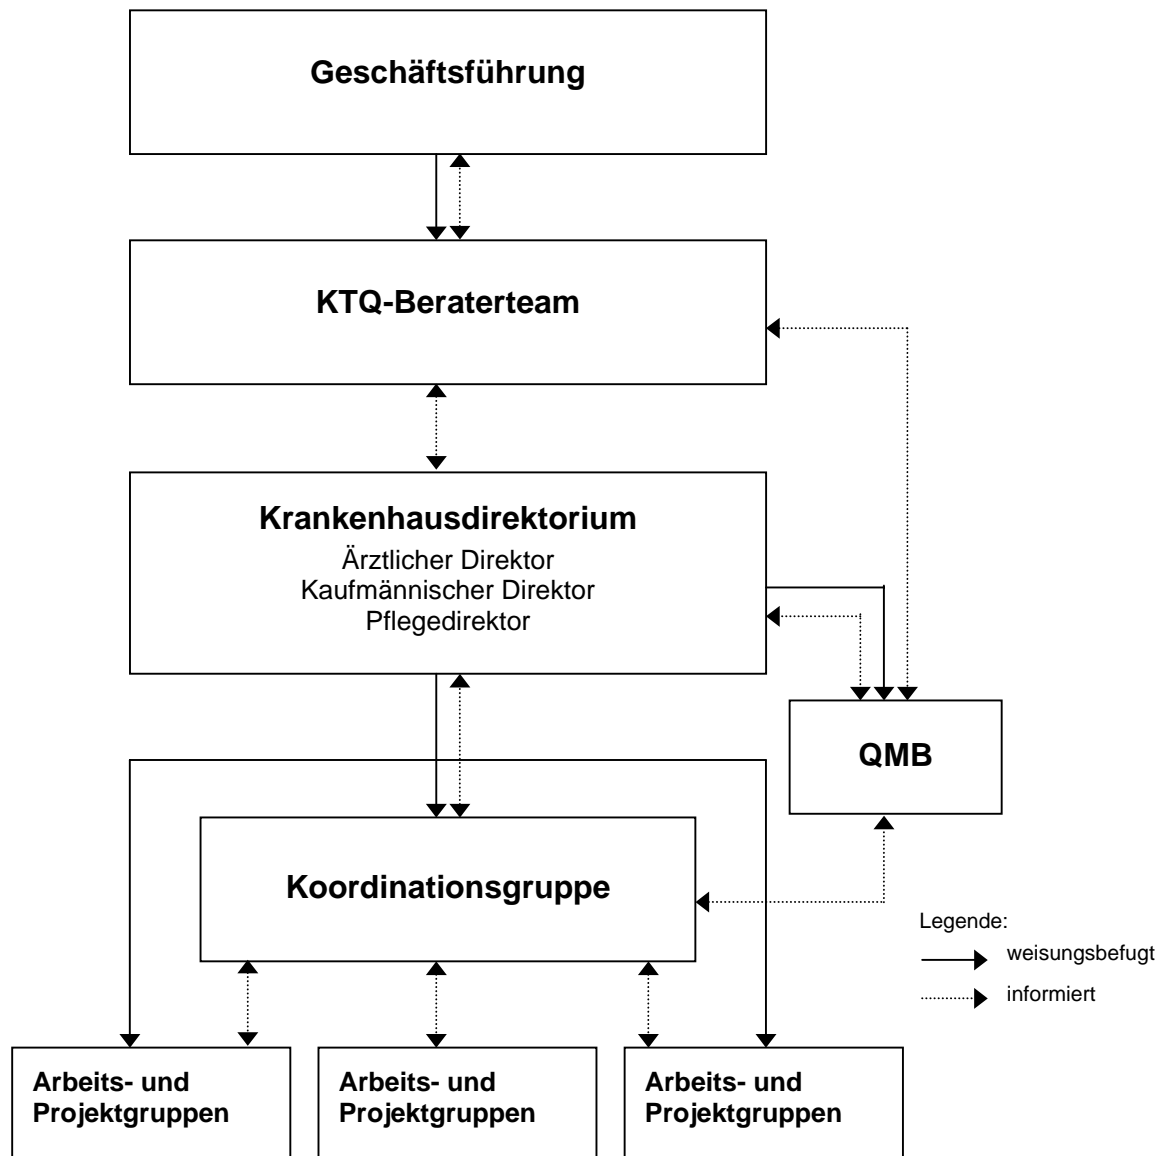 Geschäftsführung
KTQ-Beraterteam
Krankenhausdirektorium
Ärztlicher Direktor
Kaufmännischer Direktor
Pflegedirektor
QMB
Koordinationsgruppe
Legende:
weisungsbefugt
informiert
Arbeits- und
Projektgruppen
Arbeits- und
Projektgruppen
Arbeits- und
Projektgruppen